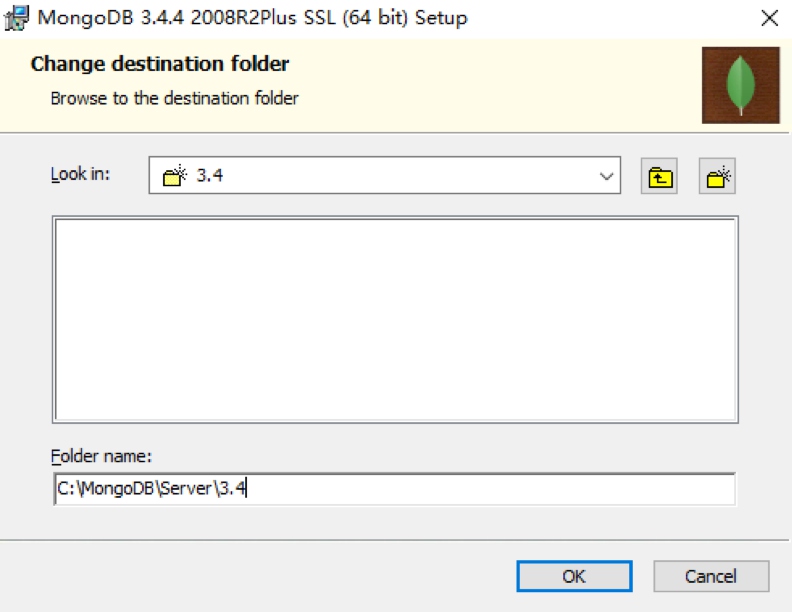 MongoDB 3.4.4 2008R2Plus SSL (64 bit) Setup
Change destination folder
Browse to the destination folder
Look in:
3.4
Folder name:
C:\MongoDB\Server\3.4
OK
Cancel